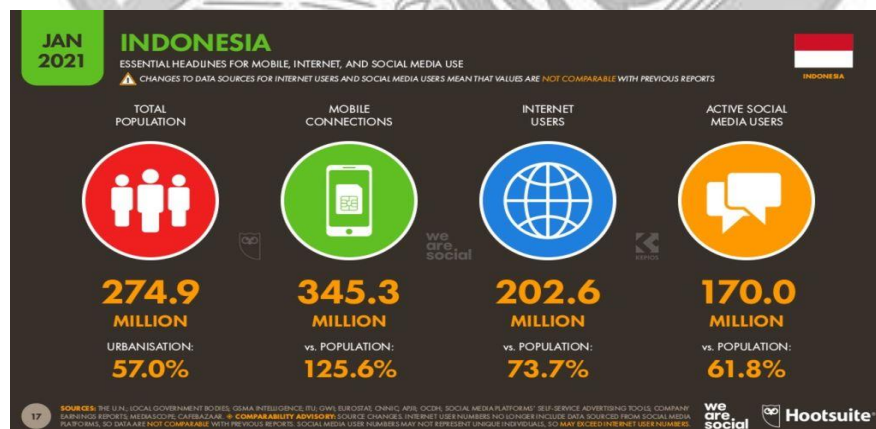 JAN
2021
INDONESIA
ESSENTIAL HEADLINES FOR MOBILE, INTERNET, AND SOCIAL MEDIA USE
CHANGES TO DATA SOURCES FOR INTERNET USERS AND SOCIAL MEDIA USERS MEAN THAT VALUES ARE NOT COMPARABLE WITH PREVIOUS REPORTS
INDONESIA
TOTAL
POPULATION
274.9
MILLION
URBANISATION:
57.0%
MOBILE
CONNECTIONS
345.3
MILLION
vs. POPULATION:
125.6%
INTERNET
USERS
202.6
MILLION
vs. POPULATION:
73.7%
ACTIVE SOCIAL
MEDIA USERS
170.0
MILLION
vs. POPULATION:
61.8%
we
are
social
KEPIOS
17
SOURCES: THE U.N.; LOCAL GOVERNMENT BODIES; GSMA INTELLIGENCE; ITU; GWI; EUROSTAT; CNNIC; APJII; OCDH; SOCIAL MEDIA PLATFORMS' SELF-SERVICE ADVERTISING TOOLS; COMPANY
EARNINGS REPORTS; MEDIASCOPE; CAFEBAZAAR. COMPARABILITY ADVISORY: SOURCE CHANGES. INTERNET USER NUMBERS NO LONGER INCLUDE DATA SOURCED FROM SOCIAL MEDIA
PLATFORMS, SO DATA ARE NOT COMPARABLE WITH PREVIOUS REPORTS. SOCIAL MEDIA USER NUMBERS MAY NOT REPRESENT UNIQUE INDIVIDUALS, SO MAY EXCEED INTERNET USER NUMBERS.
we
are
social
Hootsuite